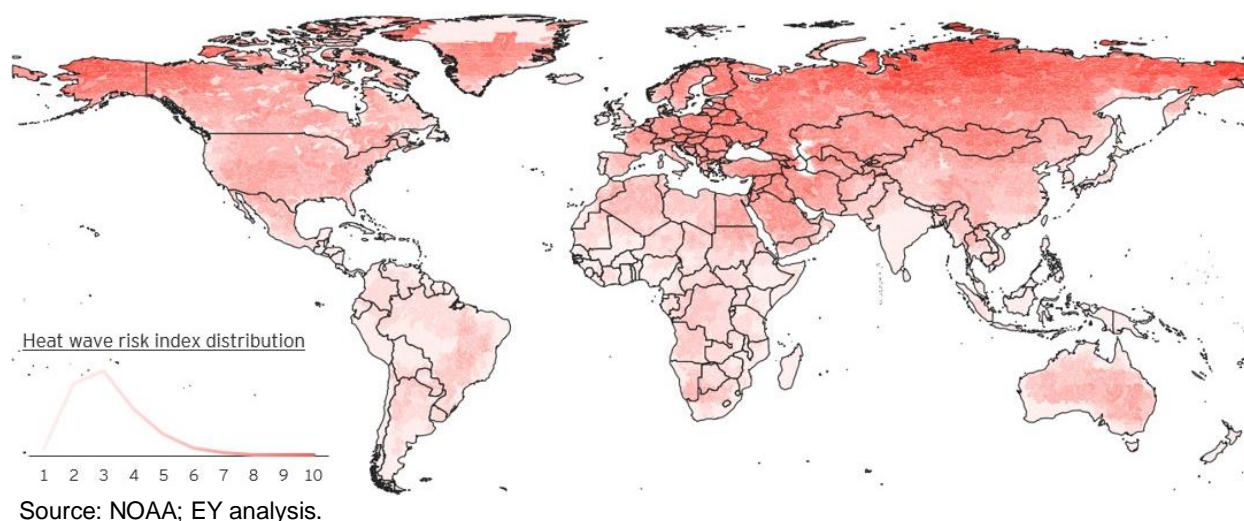 Heat wave risk index distribution
1 2 3 4 5 6 7 8 9 10
Source: NOAA; EY analysis.